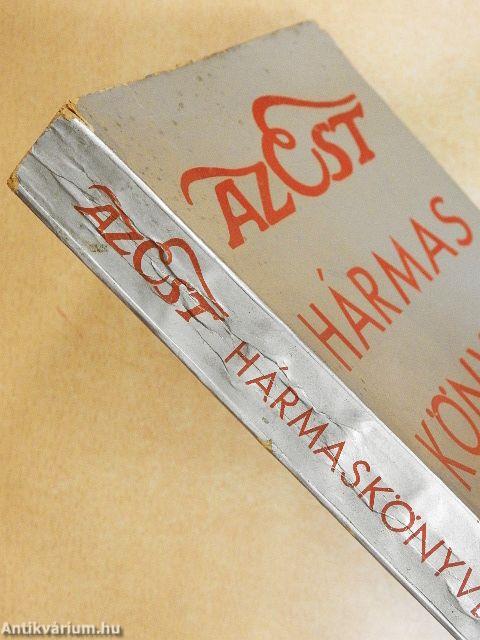 AZ EST
HÁRMAS
KÖNY
AZ EST HÁRMASKÖNYVE
Antikvárium.hu